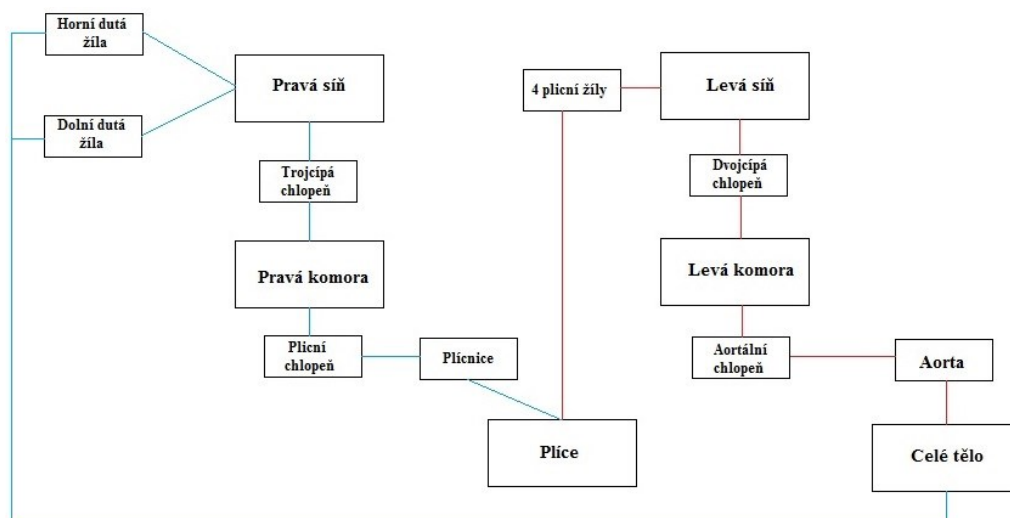 Horní dutá
žíla
Dolní dutá
žíla
Pravá síň
Trojcípá
chlopeň
Pravá komora
Plicní
chlopeň
Plícnice
Plíce
4 plicní žíly
Levá síň
Dvojcípá
chlopeň
Levá komora
Aortální
chlopeň
Aorta
Celé tělo